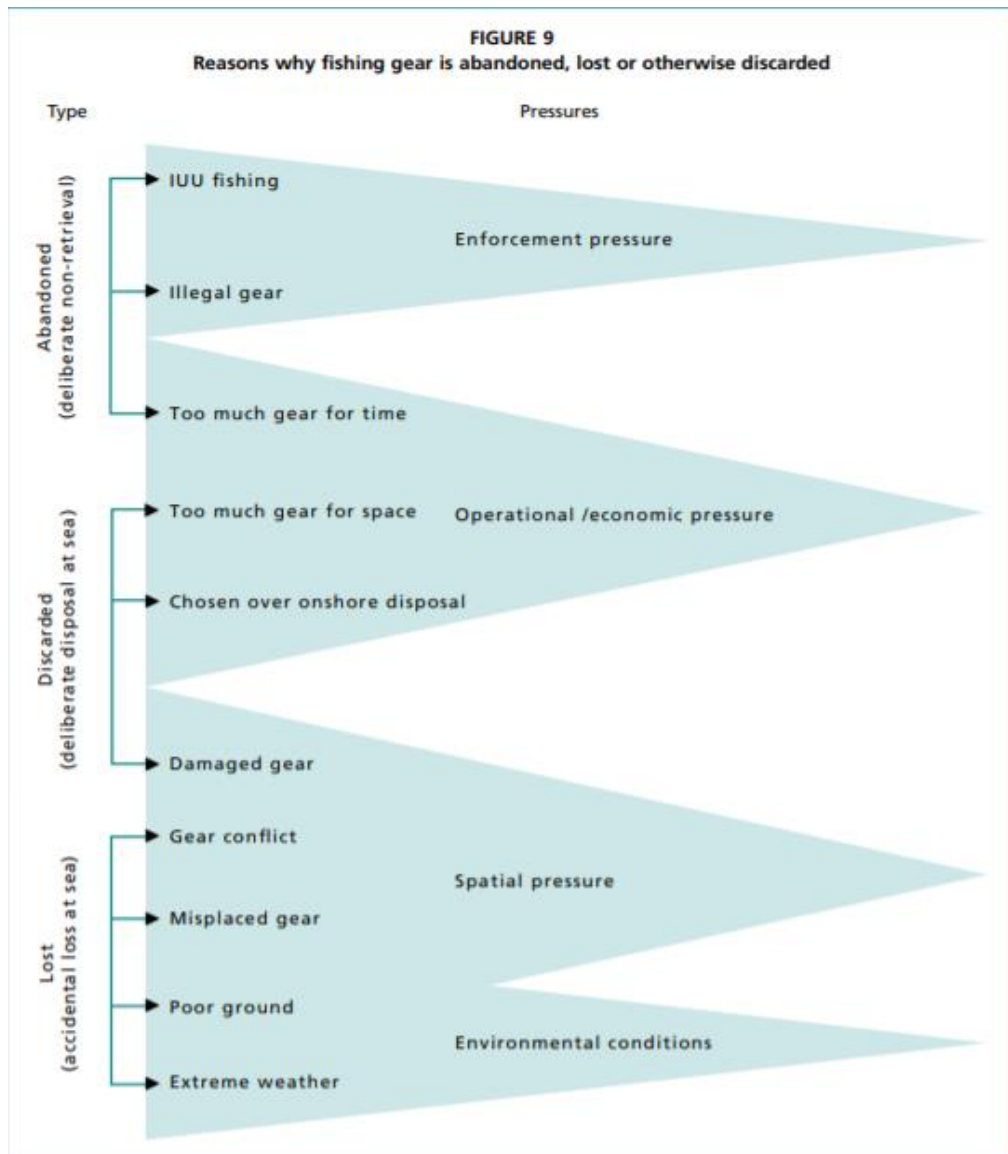 FIGURE 9
Reasons why fishing gear is abandoned, lost or otherwise discarded
Type
Pressures
Abandoned
(deliberate non-retrieval)
IUU fishing
Enforcement pressure
Illegal gear
Too much gear for time
Discarded
(deliberate disposal at sea)
Too much gear for space
Operational /economic pressure
Chosen over onshore disposal
Damaged gear
Lost
(accidental loss at sea)
Gear conflict
Spatial pressure
Misplaced gear
Poor ground
Environmental conditions
Extreme weather